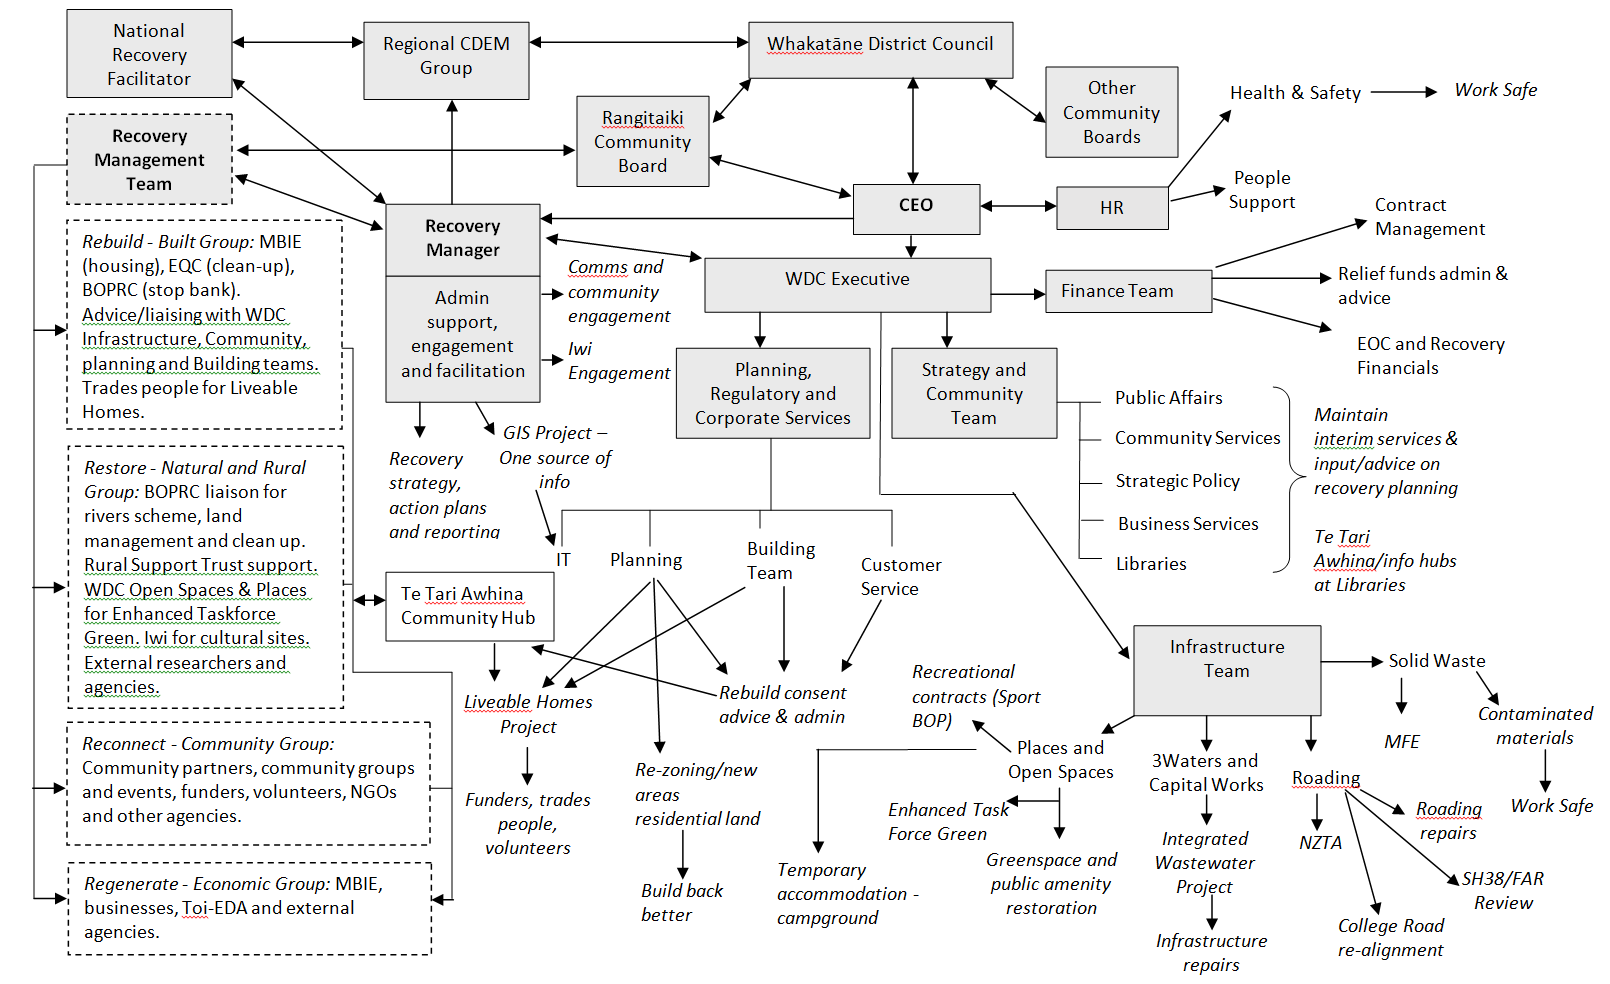 National
Recovery
Facilitator
Regional CDEM
Group
Whakatāne District Council
Other
Community
Boards
Health & Safety
Work Safe
Recovery
Management
Team
Rangitaiki
Community
Board
CEO
HR
People
Support
Contract
Management
Recovery
Manager
Admin
support,
engagement
and facilitation
Comms and
community
engagement
Iwi
Engagement
WDC Executive
Finance Team
Relief funds admin &
advice
EOC and Recovery
Financials
Rebuild - Built Group: MBIE
(housing), EQC (clean-up),
BOPRC (stop bank).
Advice/liaising with WDC
Infrastructure, Community,
planning and Building teams.
Trades people for Liveable
Homes.
Planning,
Regulatory and
Corporate Services
Strategy and
Community
Team
Public Affairs
Community Services
Strategic Policy
Business Services
Libraries
Maintain
interim services &
input/advice on
recovery planning
Te Tari
Awhina/info hubs
at Libraries
Recovery
strategy,
action plans
and reporting
GIS Project –
One source of
info
Restore - Natural and Rural
Group: BOPRC liaison for
rivers scheme, land
management and clean up.
Rural Support Trust support.
WDC Open Spaces & Places
for Enhanced Taskforce
Green. Iwi for cultural sites.
External researchers and
agencies.
IT
Planning
Building
Team
Customer
Service
Te Tari Awhina
Community Hub
Liveable Homes
Project
Funders, trades
people,
volunteers
Rebuild consent
advice & admin
Re-zoning/new
areas
residential land
Build back
better
Recreational
contracts (Sport
BOP)
Infrastructure
Team
Solid Waste
MFE
Contaminated
materials
Work Safe
Places and
Open Spaces
3Waters and
Capital Works
Roading
Enhanced Task
Force Green
Temporary
accommodation -
campground
Greenspace and
public amenity
restoration
Integrated
Wastewater
Project
Infrastructure
repairs
NZTA
Roading
repairs
SH38/FAR
Review
College Road
re-alignment
Reconnect - Community Group:
Community partners, community groups
and events, funders, volunteers, NGOs
and other agencies.
Regenerate - Economic Group: MBIE,
businesses, Toi-EDA and external
agencies.